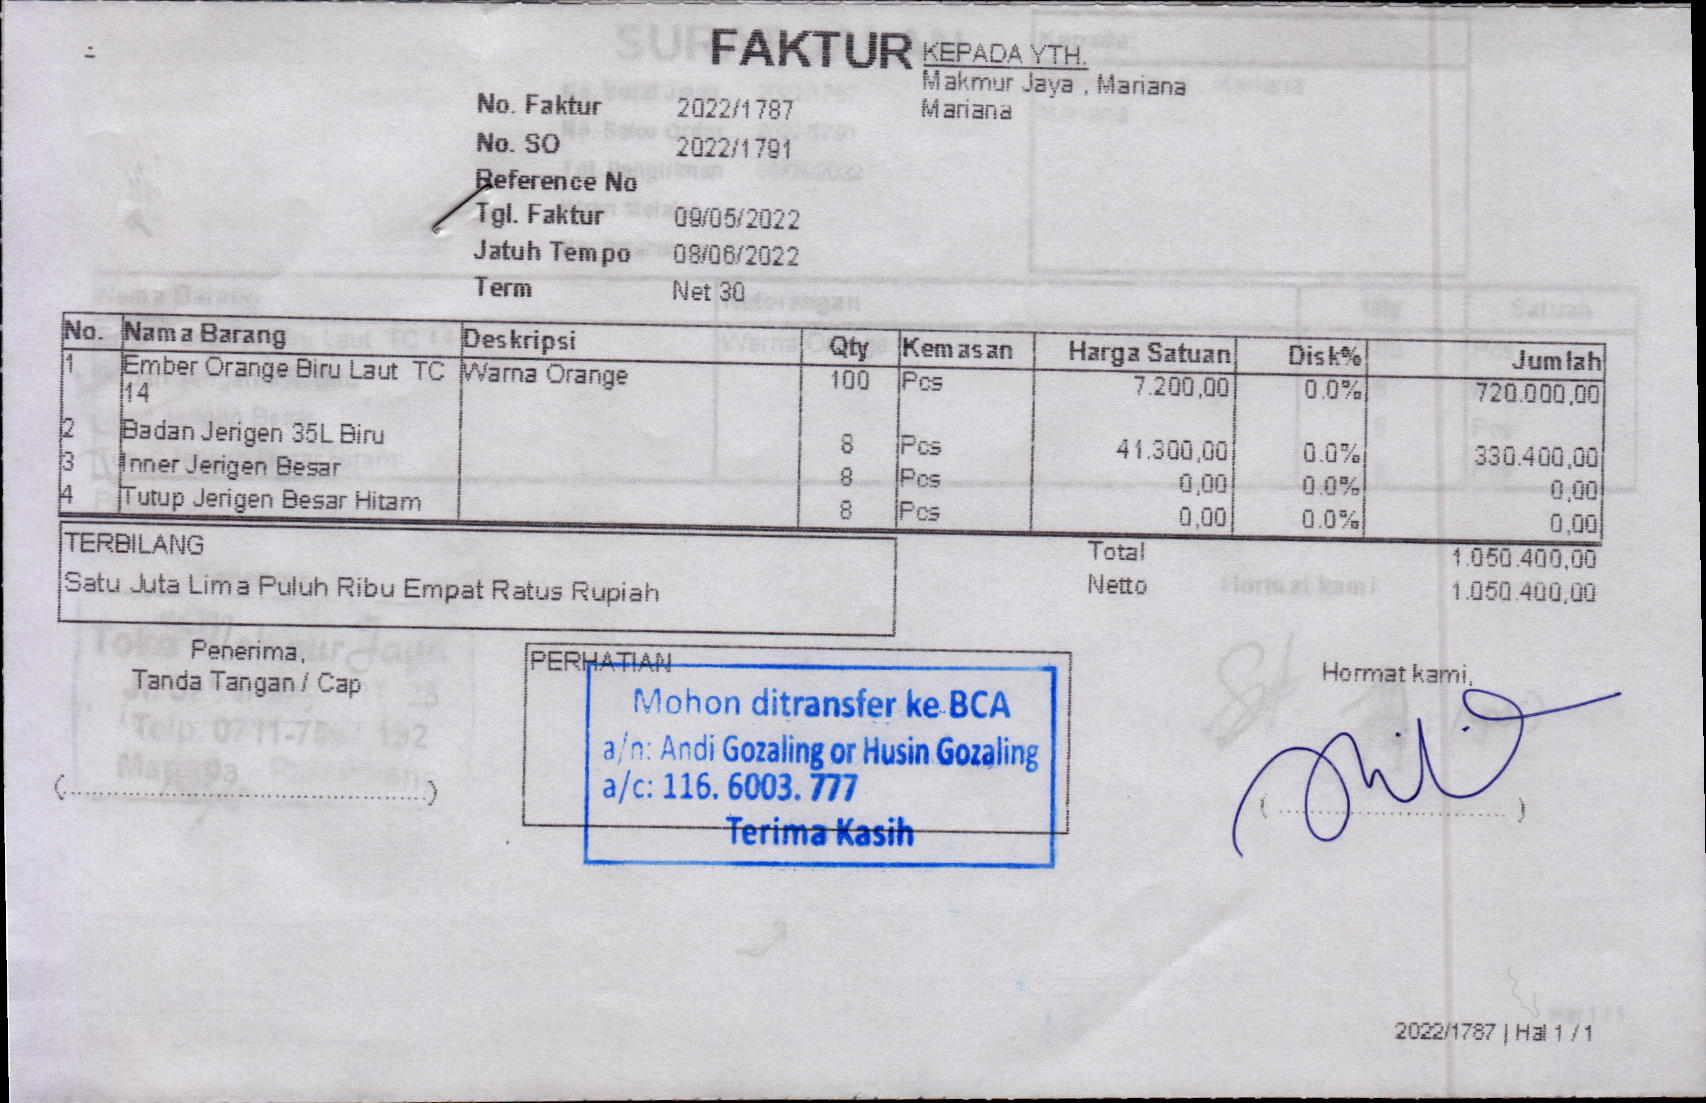 FAKTUR
KEPADA YTH.
Makmur Jaya , Mariana
Mariana
No. Faktur 2022/1787
No. SO 2022/1791
Reference No
Tgl. Faktur 09/05/2022
Jatuh Tempo 08/06/2022
Term Net 30
No. Nama Barang Deskripsi Qty Kemasan Harga Satuan Disk% Jumlah
1 Ember Orange Biru Laut TC Warna Orange 100 Pcs 7.200,00 0.0% 720.000,00
14
2 Badan Jerigen 35L Biru 8 Pcs 41.300,00 0.0% 330.400,00
3 Inner Jerigen Besar 8 Pcs 0,00 0.0% 0,00
4 Tutup Jerigen Besar Hitam 8 Pcs 0,00 0.0% 0,00
TERBILANG
Satu Juta Lima Puluh Ribu Empat Ratus Rupiah
Total 1.050.400,00
Netto 1.050.400,00
Penerima,
Tanda Tangan / Cap
(........................................................)
PERHATIAN
Mohon ditransfer ke BCA
a/n: Andi Gozaling or Husin Gozaling
a/c: 116. 6003. 777
Terima Kasih
Hormat kami,
(....................................)
2022/1787 | Hal 1 / 1